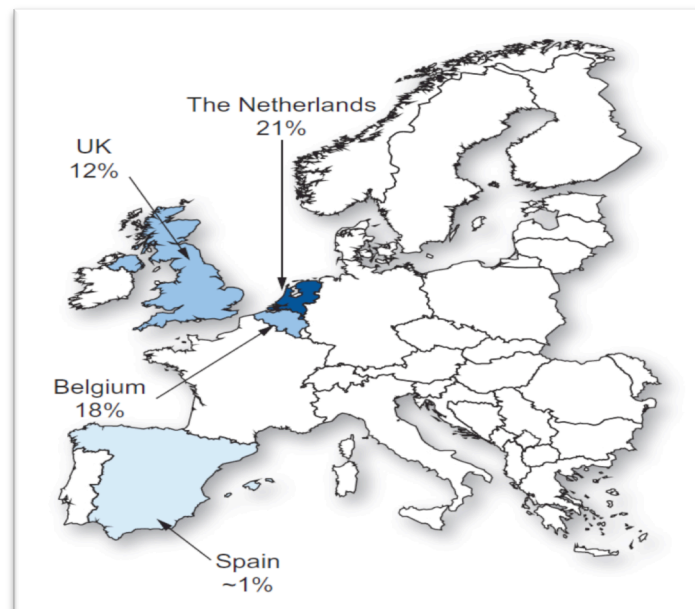 The Netherlands
21%
UK
12%
Belgium
18%
Spain
~1%